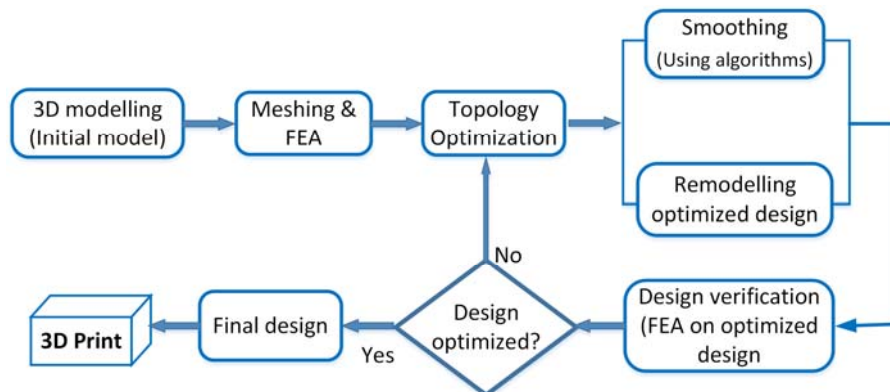 3D modelling
(Initial model)
Meshing &
FEA
Topology
Optimization
Smoothing
(Using algorithms)
Remodelling
optimized design
Design verification
(FEA on optimized
design
No
Design
optimized?
Yes
Final design
3D Print